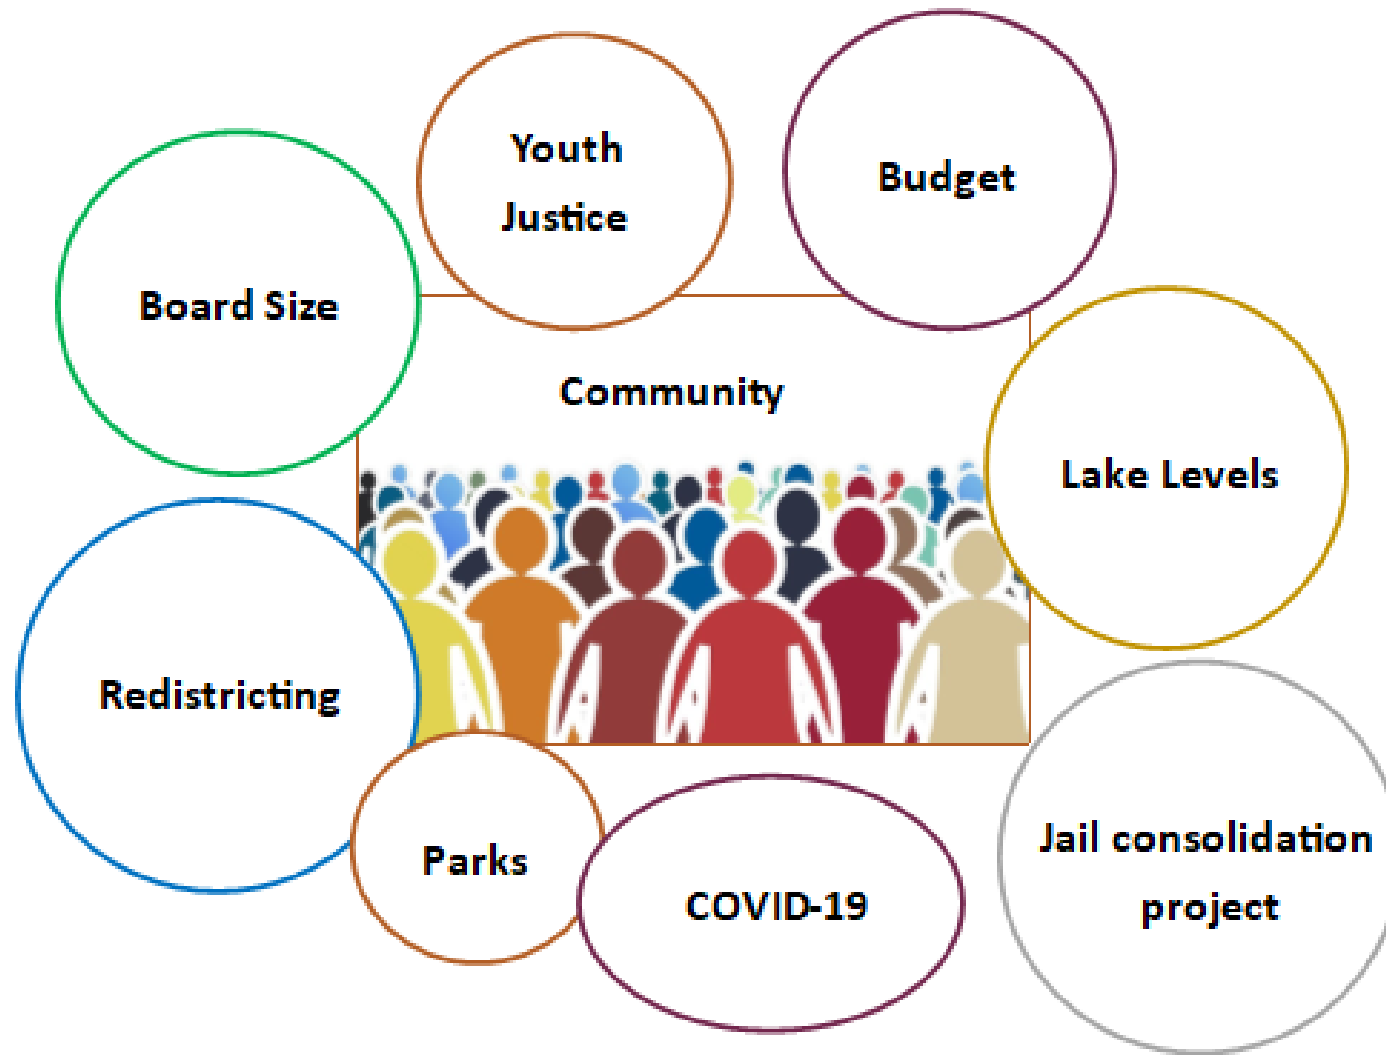 Youth
Justice
Budget
Board Size
Community
Lake Levels
Redistricting
Jail consolidation
project
Parks
COVID-19